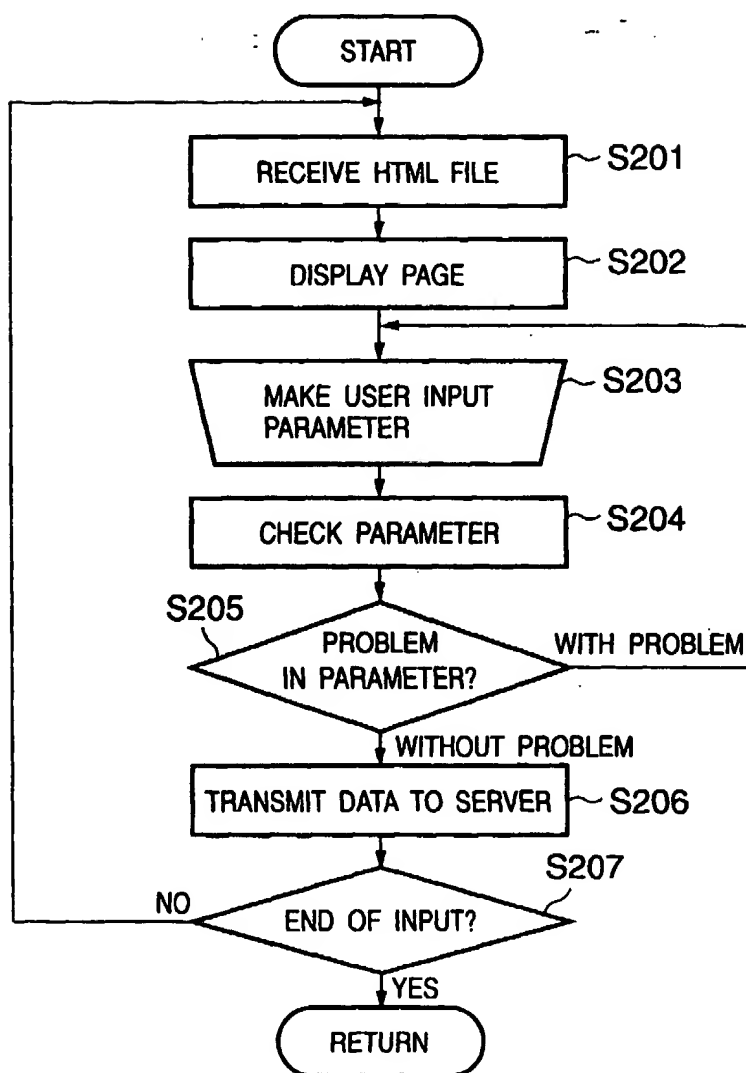 START
RECEIVE HTML FILE
S201
DISPLAY PAGE
S202
MAKE USER INPUT
PARAMETER
S203
CHECK PARAMETER
S204
S205
PROBLEM
IN PARAMETER?
WITH PROBLEM
WITHOUT PROBLEM
TRANSMIT DATA TO SERVER
S206
S207
NO
END OF INPUT?
YES
RETURN